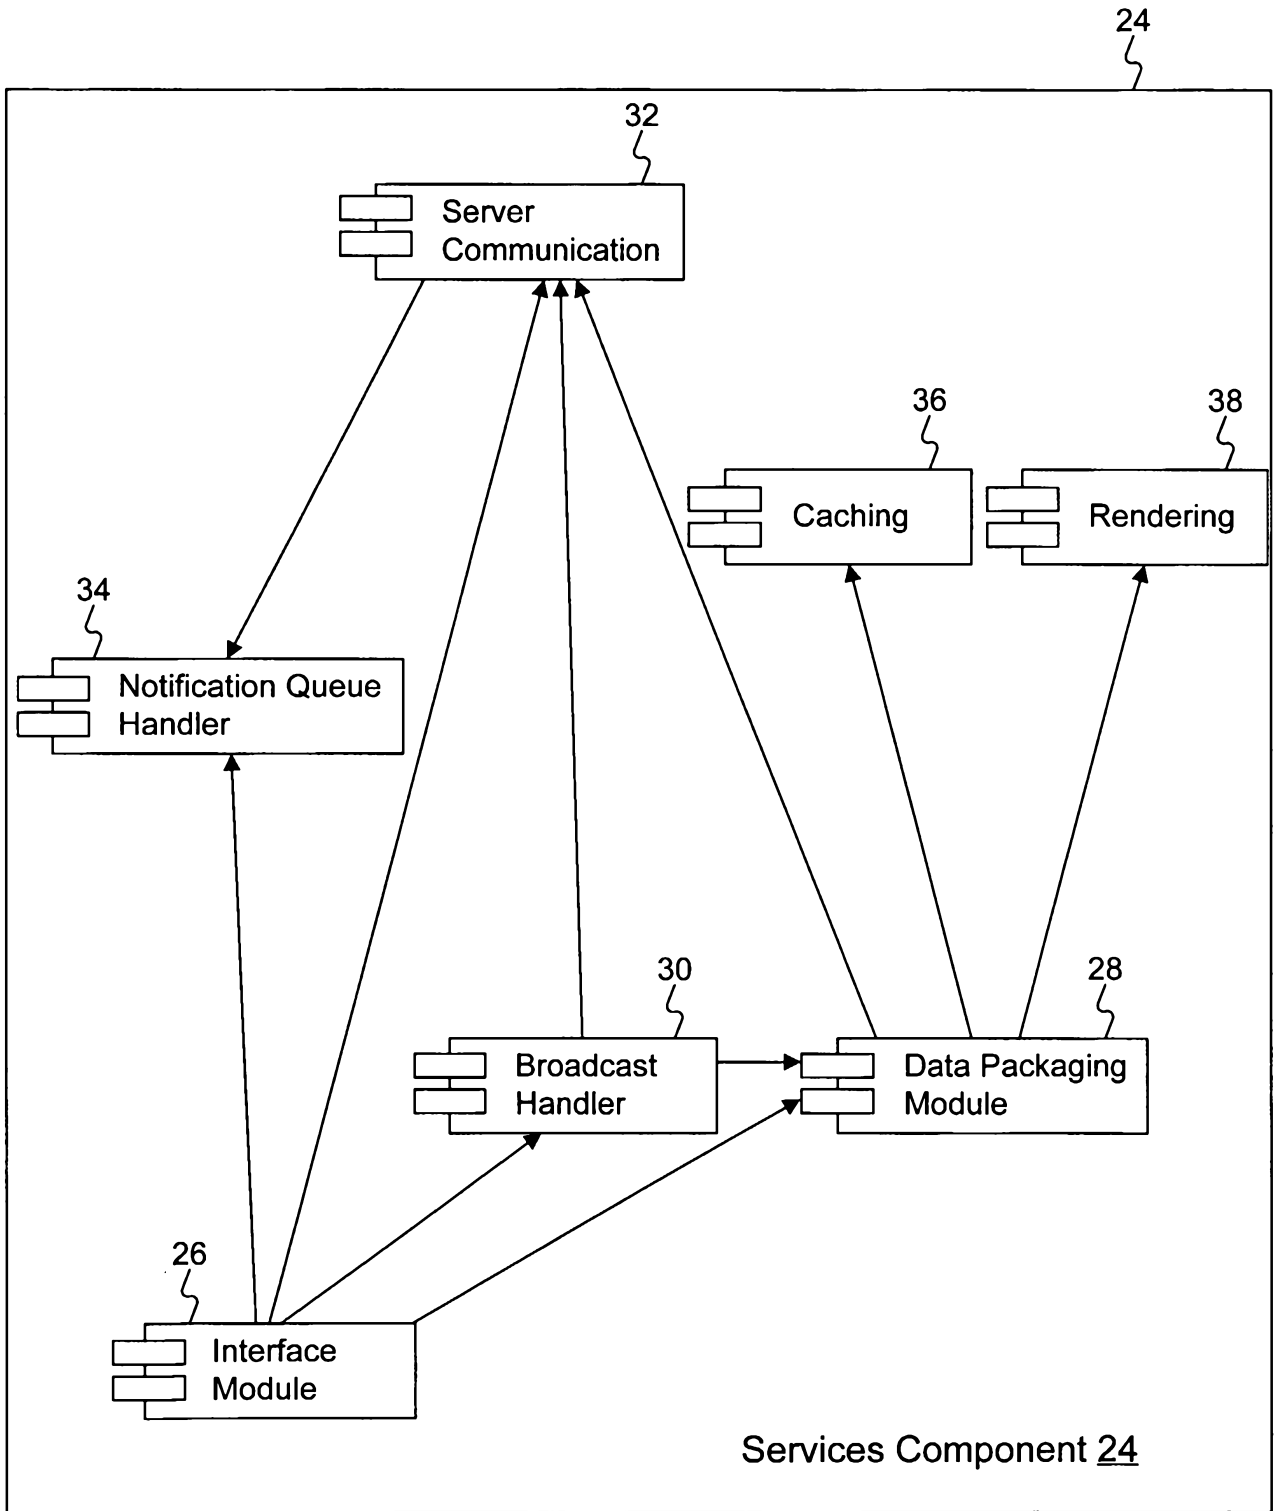 24
32
Server
Communication
36
38
Caching
Rendering
34
Notification Queue
Handler
30
28
Broadcast
Handler
Data Packaging
Module
26
Interface
Module
Services Component 24